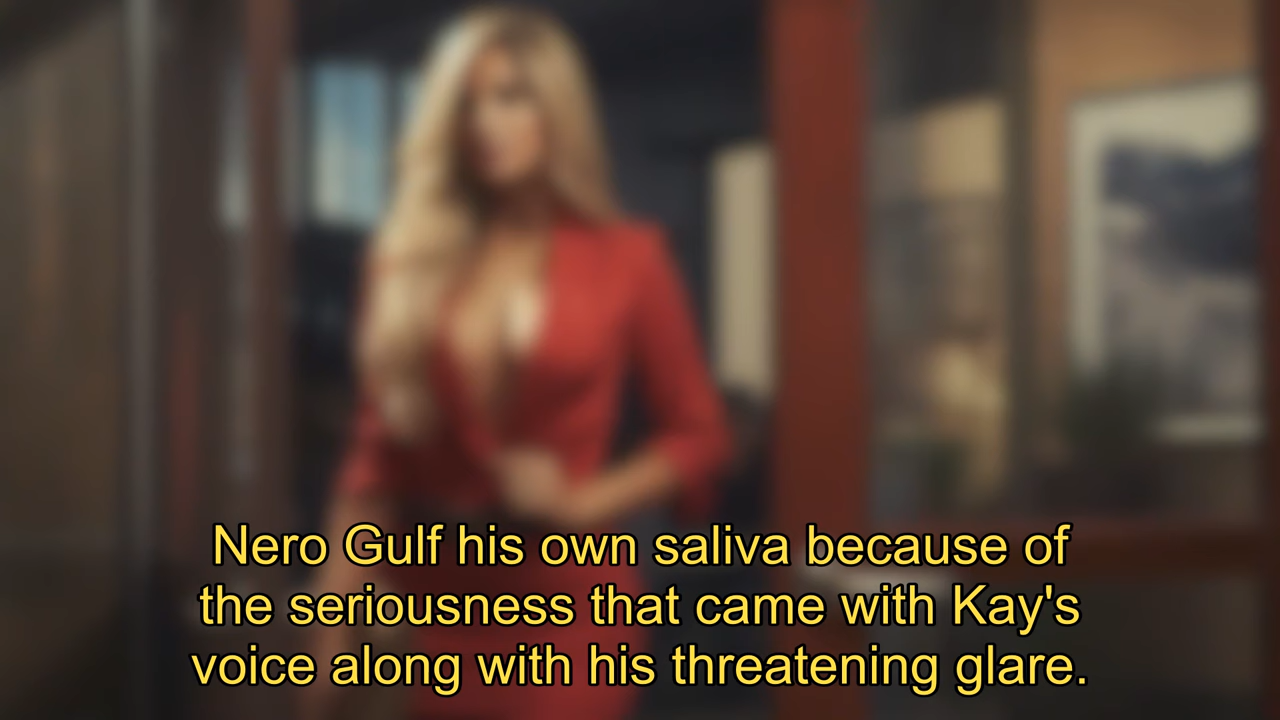 Nero Gulf his own saliva because of
the seriousness that came with Kay's
voice along with his threatening glare.